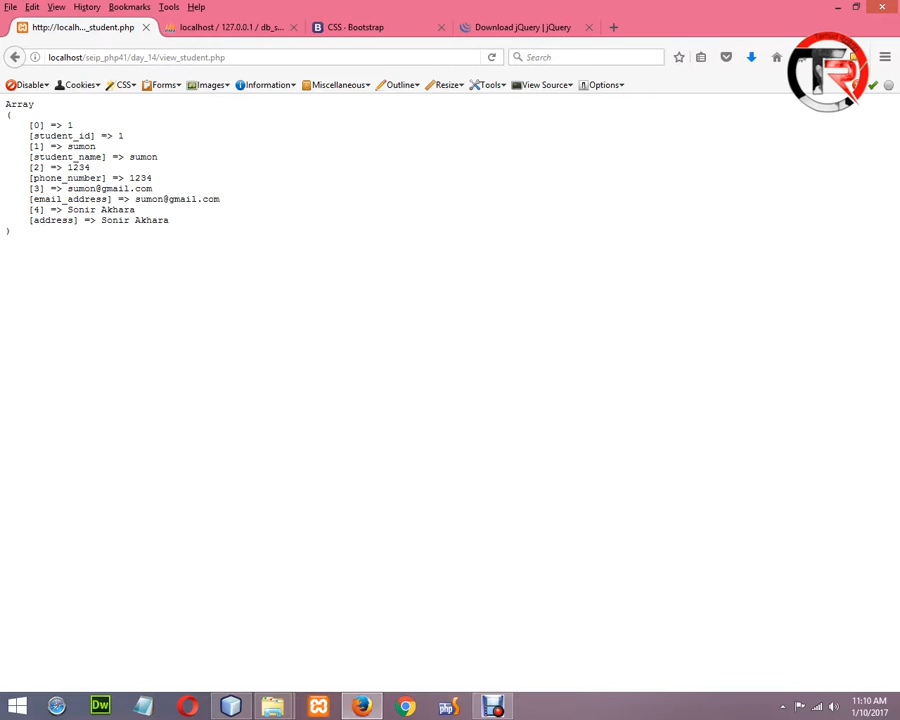 File Edit View History Bookmarks Tools Help
http://localh..._student.php
localhost / 127.0.0.1 / db_s...
CSS - Bootstrap
Download jQuery | jQuery
localhost/seip_php41/day_14/view_student.php
Search
Disable Cookies CSS Forms Images Information Miscellaneous Outline Resize Tools View Source Options
Array
(
[0] => 1
[student_id] => 1
[1] => sumon
[student_name] => sumon
[2] => 1234
[phone_number] => 1234
[3] => sumon@gmail.com
[email_address] => sumon@gmail.com
[4] => Sonir Akhara
[address] => Sonir Akhara
)
Dw
php
11:10 AM
1/10/2017